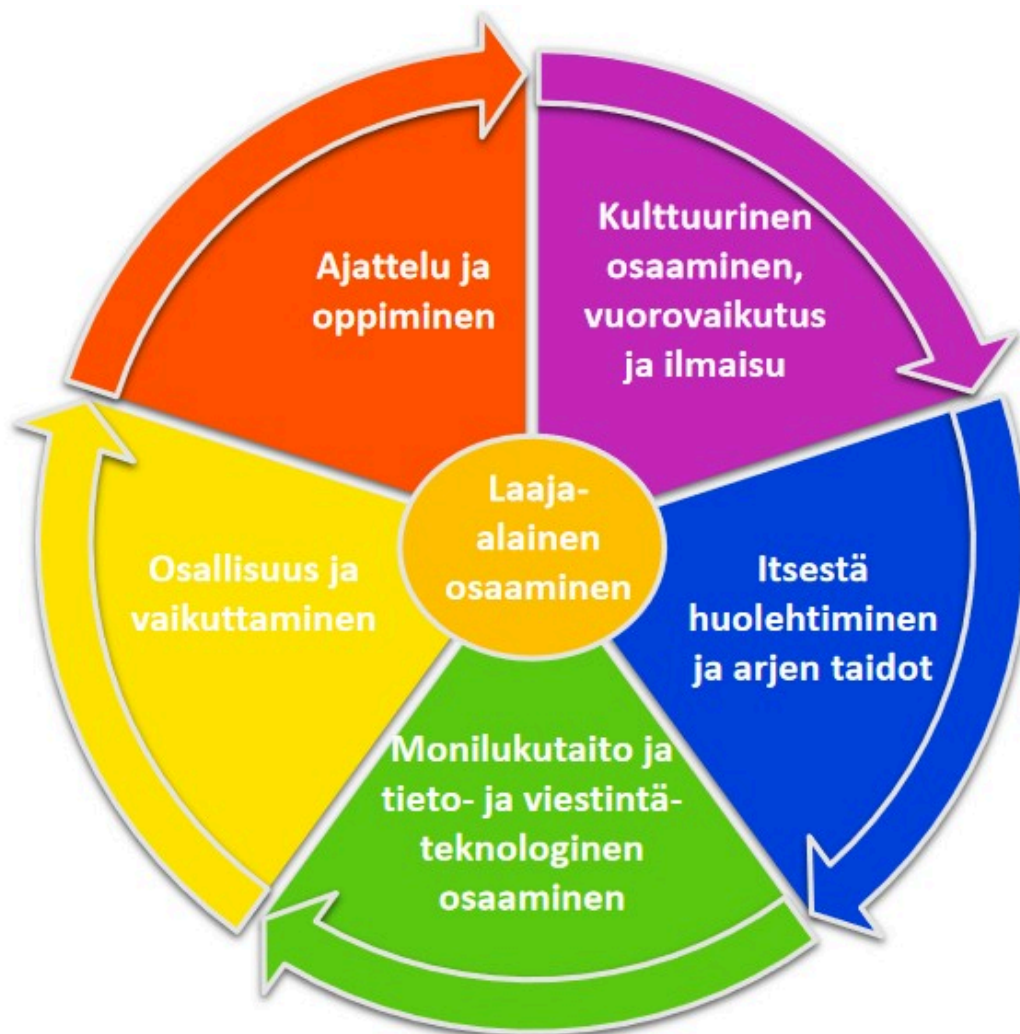 Ajattelu ja
oppiminen
Kulttuurinen
osaaminen,
vuorovaikutus
ja ilmaisu
Itsestä
huolehtiminen
ja arjen taidot
Monilukutaito ja
tieto- ja viestintä-
teknologinen
osaaminen
Osallisuus ja
vaikuttaminen
Laaja-
alainen
osaaminen